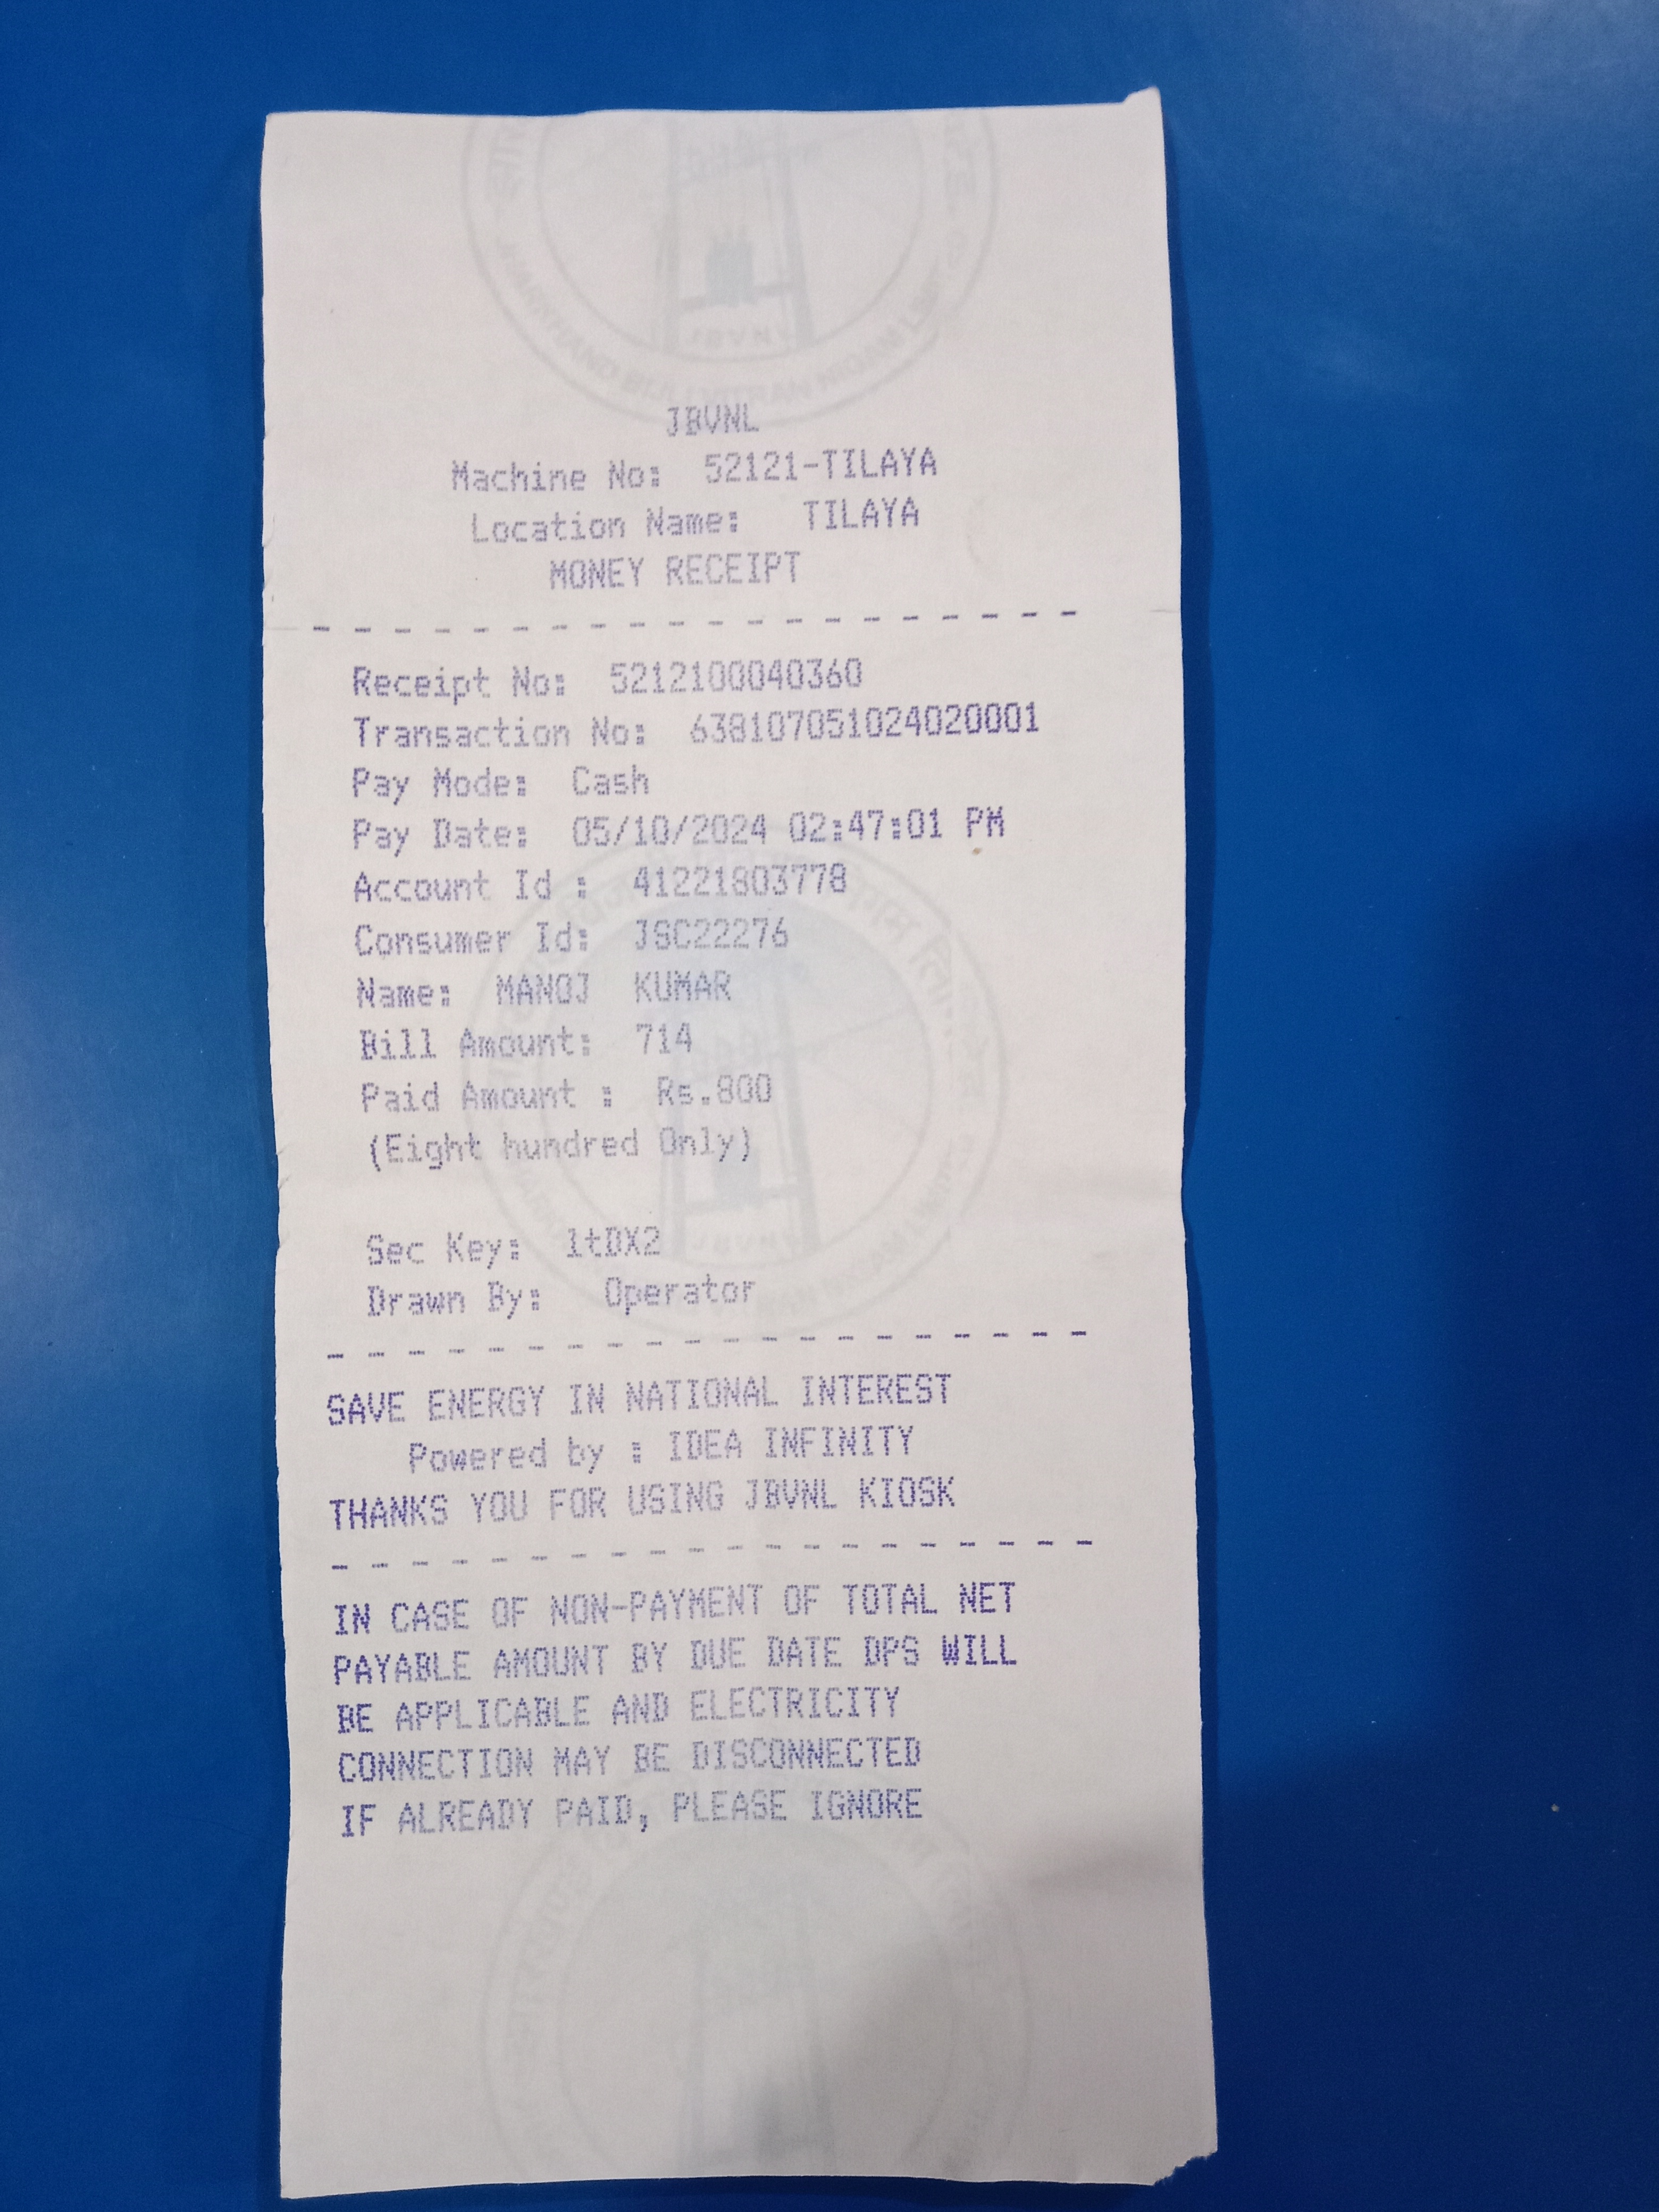 JBVNL
Machine No: 52121-TILAYA
Location Name: TILAYA
MONEY RECEIPT
- - - - - - - - - - - - - - - - - - - -
Receipt No: 5212100040360
Transaction No: 638107051024020001
Pay Mode: Cash
Pay Date: 05/10/2024 02:47:01 PM
Account Id : 41221803778
Consumer Id: JSC22276
Name: MANOJ KUMAR
Bill Amount: 714
Paid Amount : Rs.800
(Eight hundred Only)
Sec Key: 1tDX2
Drawn By: Operator
- - - - - - - - - - - - - - - - - - - -
SAVE ENERGY IN NATIONAL INTEREST
Powered by : IDEA INFINITY
THANKS YOU FOR USING JBVNL KIOSK
- - - - - - - - - - - - - - - - - - - -
IN CASE OF NON-PAYMENT OF TOTAL NET
PAYABLE AMOUNT BY DUE DATE DPS WILL
BE APPLICABLE AND ELECTRICITY
CONNECTION MAY BE DISCONNECTED
IF ALREADY PAID, PLEASE IGNORE